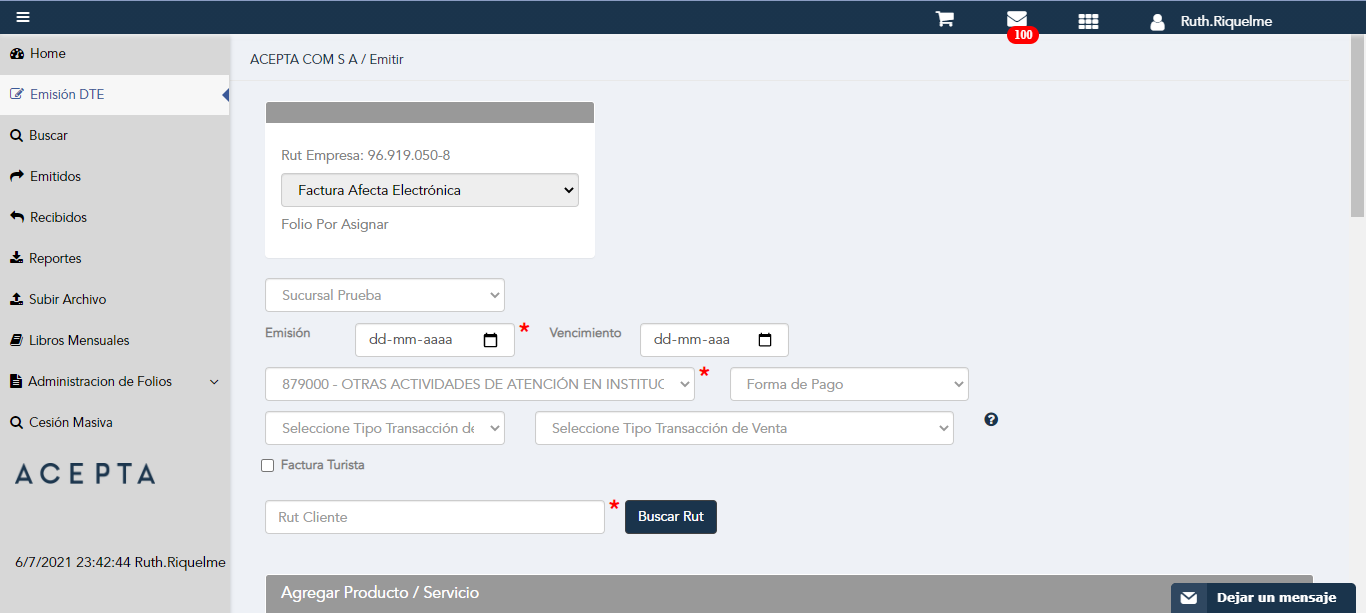 Ruth.Riquelme
100
Home
Emisión DTE
Buscar
Emitidos
Recibidos
Reportes
Subir Archivo
Libros Mensuales
Administracion de Folios
Cesión Masiva
ACEPTA
6/7/2021 23:42:44 Ruth.Riquelme
ACEPTA COM S A / Emitir
Rut Empresa: 96.919.050-8
Factura Afecta Electrónica
Folio Por Asignar
Sucursal Prueba
Emisión dd-mm-aaaa * Vencimiento dd-mm-aaa
879000 - OTRAS ACTIVIDADES DE ATENCIÓN EN INSTITUC * Forma de Pago
Seleccione Tipo Transacción de Seleccione Tipo Transacción de Venta ?
Factura Turista
Rut Cliente * Buscar Rut
Agregar Producto / Servicio
Dejar un mensaje